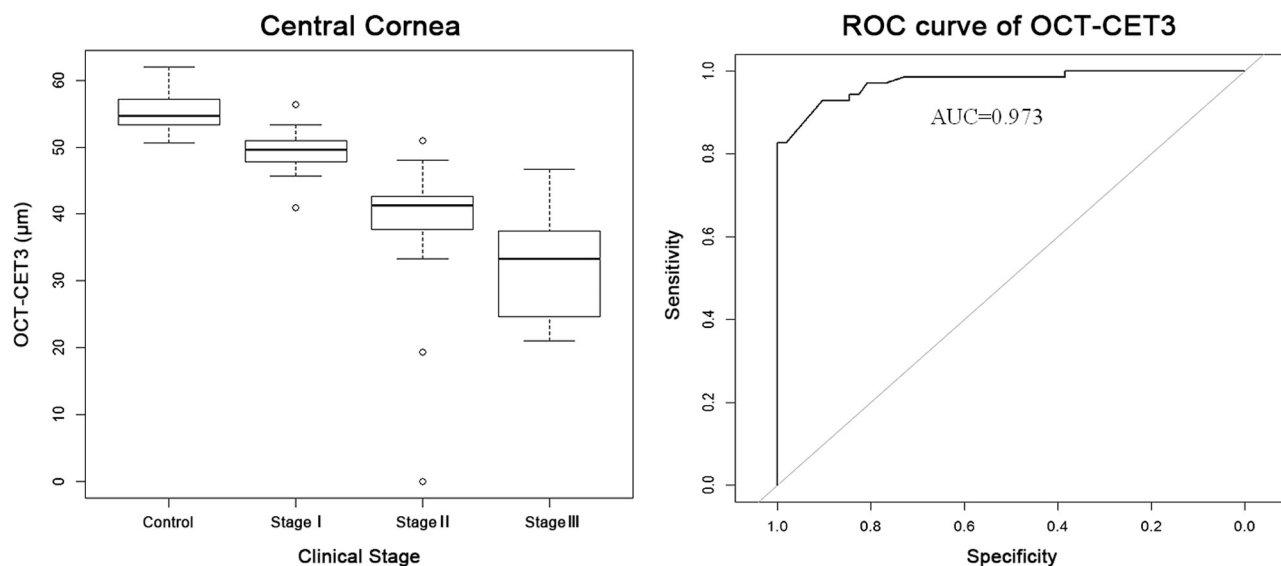 Central Cornea
OCT-CET3 (µm)
60
50
40
30
20
10
0
Control
Stage I
Stage II
Stage III
Clinical Stage
ROC curve of OCT-CET3
AUC=0.973
Sensitivity
1.0
0.8
0.6
0.4
0.2
0.0
1.0
0.8
0.6
0.4
0.2
0.0
Specificity